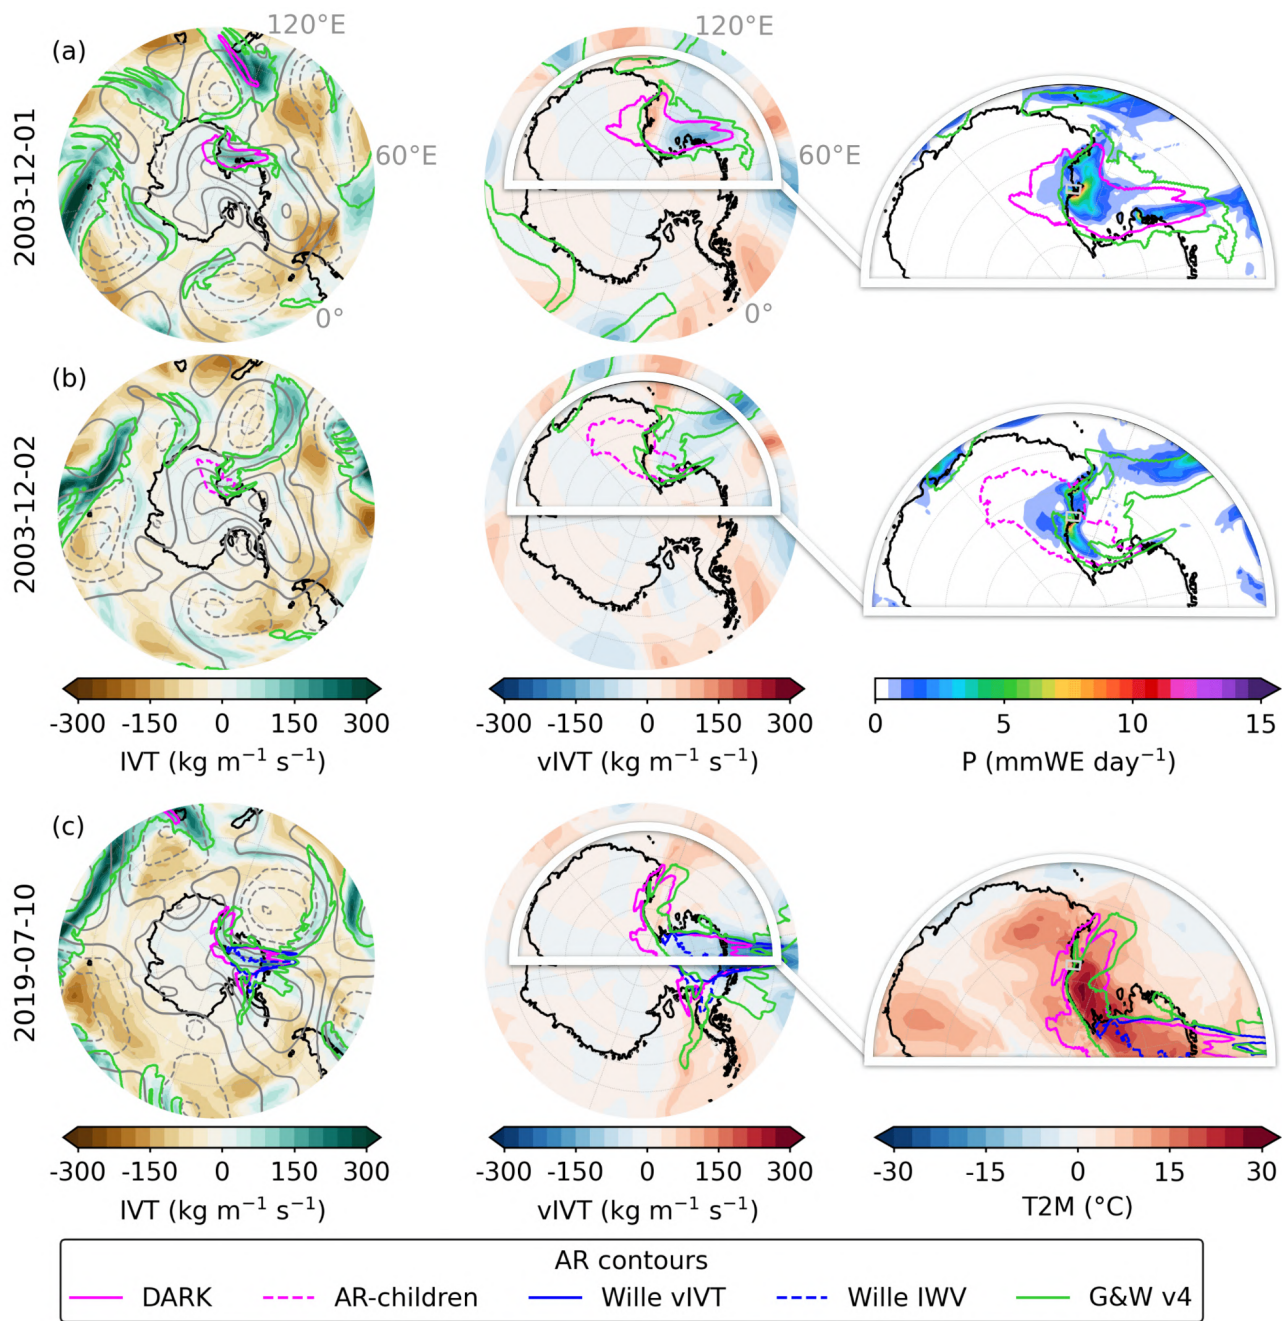 (a)
120°E
120°E
60°E
60°E
0°
0°
2003-12-01
(b)
2003-12-02
-300 -150 0 150 300
IVT (kg m⁻¹ s⁻¹)
-300 -150 0 150 300
vIVT (kg m⁻¹ s⁻¹)
0 5 10 15
P (mmWE day⁻¹)
(c)
2019-07-10
-300 -150 0 150 300
IVT (kg m⁻¹ s⁻¹)
-300 -150 0 150 300
vIVT (kg m⁻¹ s⁻¹)
-30 -15 0 15 30
T2M (°C)
AR contours
DARK AR-children Wille vIVT Wille IWV G&W v4